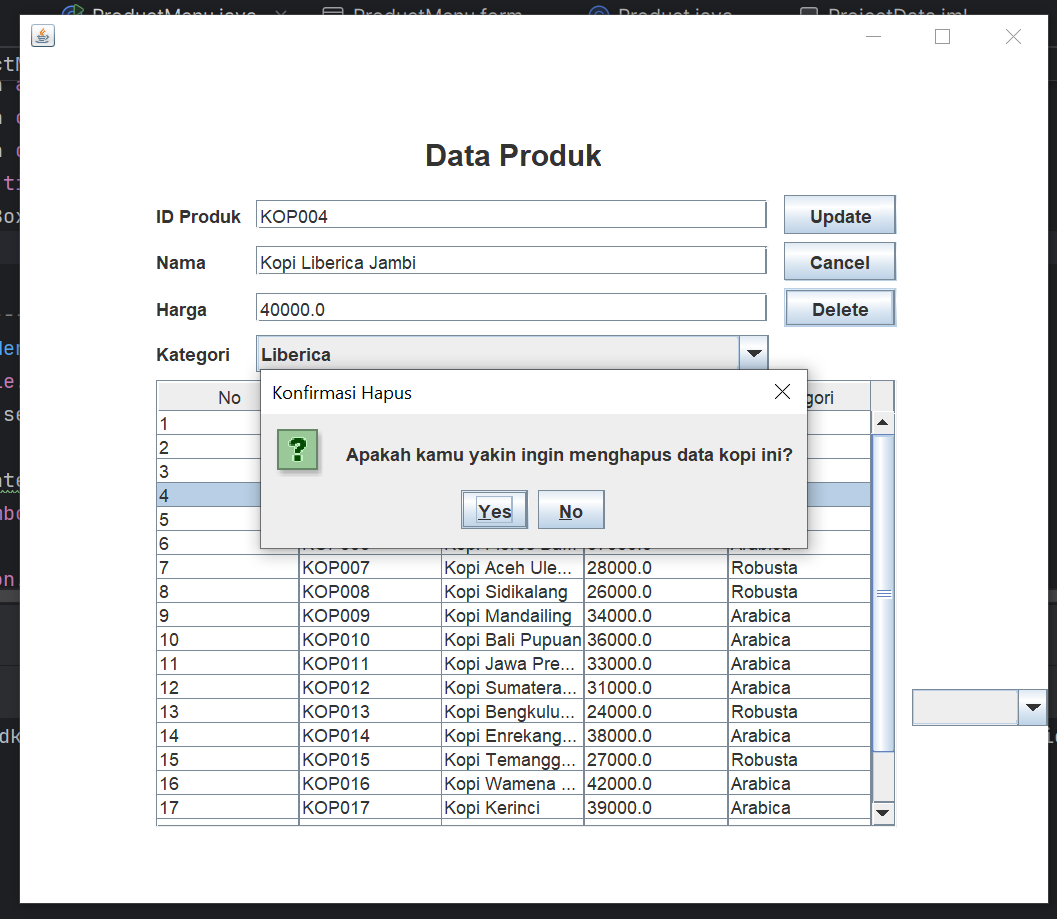 ProductMenu.java ProductMenu.form Product.java ProjectData.iml
Data Produk
ID Produk KOP004 Update
Nama Kopi Liberica Jambi Cancel
Harga 40000.0 Delete
Kategori Liberica
No
Konfirmasi Hapus
Apakah kamu yakin ingin menghapus data kopi ini?
Yes No
1
2
3
4
5
6
7 KOP007 Kopi Aceh Ule... 28000.0 Robusta
8 KOP008 Kopi Sidikalang 26000.0 Robusta
9 KOP009 Kopi Mandailing 34000.0 Arabica
10 KOP010 Kopi Bali Pupuan 36000.0 Arabica
11 KOP011 Kopi Jawa Pre... 33000.0 Arabica
12 KOP012 Kopi Sumatera... 31000.0 Arabica
13 KOP013 Kopi Bengkulu... 24000.0 Robusta
14 KOP014 Kopi Enrekang... 38000.0 Arabica
15 KOP015 Kopi Temangg... 27000.0 Robusta
16 KOP016 Kopi Wamena ... 42000.0 Arabica
17 KOP017 Kopi Kerinci 39000.0 Arabica